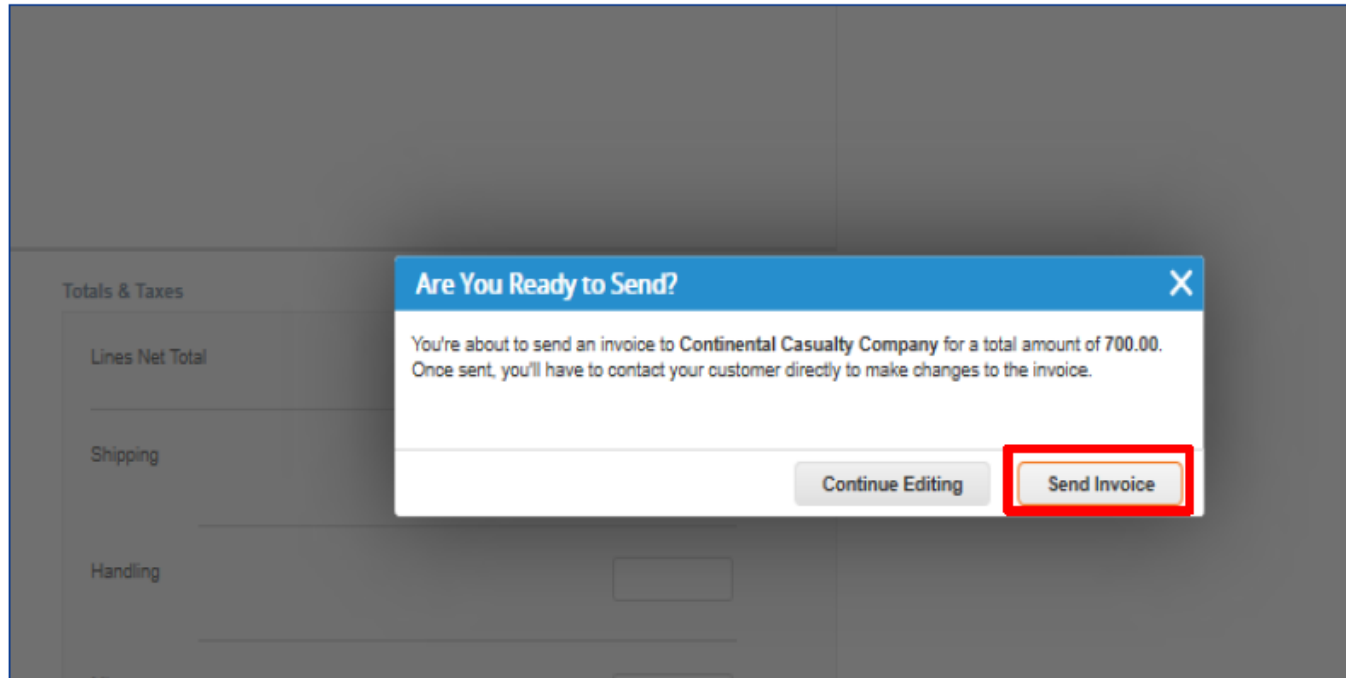 Are You Ready to Send?
Totals & Taxes
You're about to send an invoice to Continental Casualty Company for a total amount of 700.00.
Once sent, you'll have to contact your customer directly to make changes to the invoice.
Lines Net Total
Shipping
Continue Editing
Send Invoice
Handling